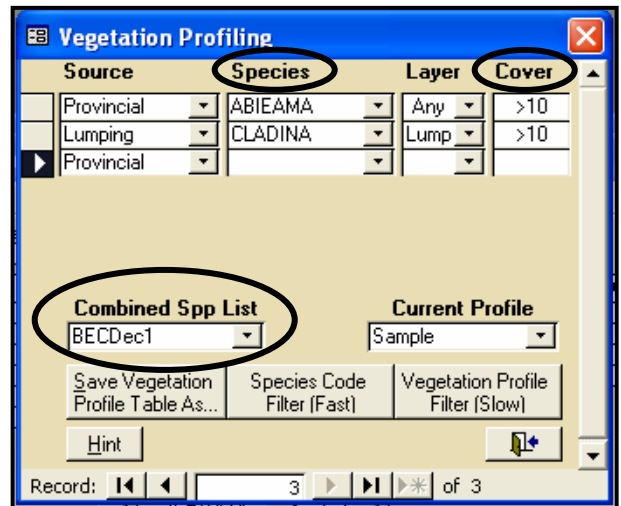 Vegetation Profiling
Source Species Layer Cover
Provincial ABIEAMA Any >10
Lumping CLADINA Lump >10
Provincial
Combined Spp List Current Profile
BECDec1 Sample
Save Vegetation Profile Table As... Species Code Filter (Fast) Vegetation Profile Filter (Slow)
Hint
Record: 3 of 3